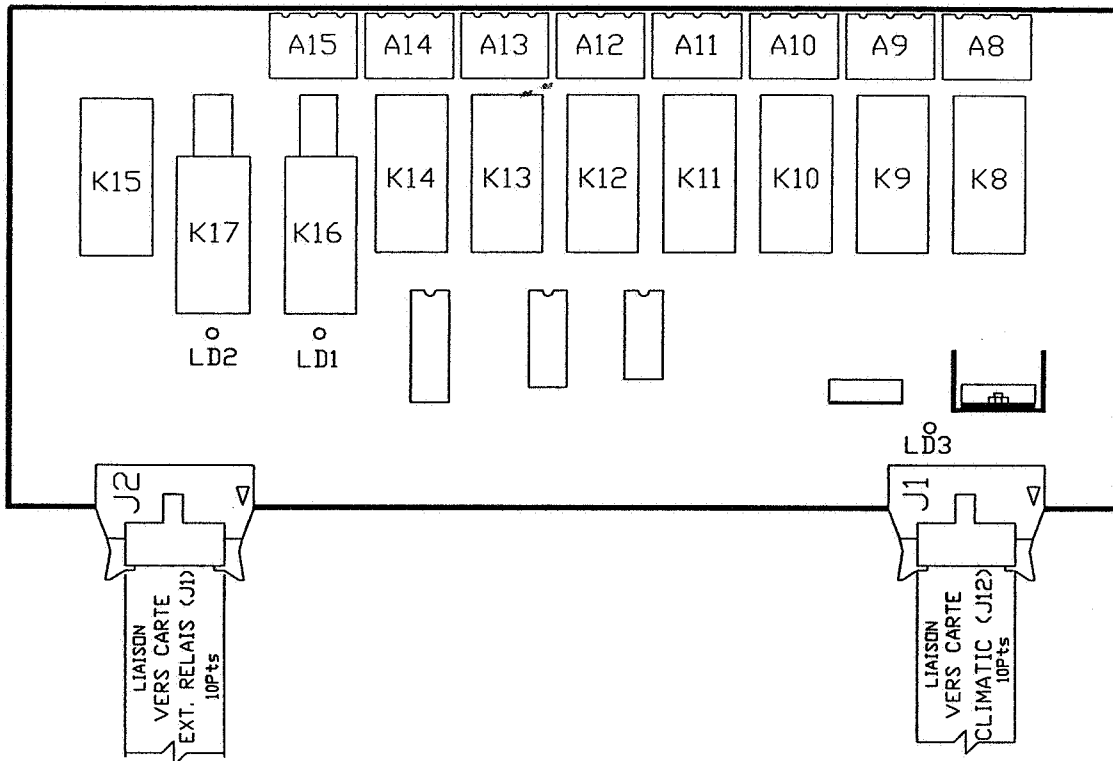 A15 A14 A13 A12 A11 A10 A9 A8
K15 K17 K16 K14 K13 K12 K11 K10 K9 K8
LD2 LD1
LD3
J2 J1
LIAISON
VERS CARTE
EXT. RELAIS (J1)
10Pts
LIAISON
VERS CARTE
CLIMATIC (J12)
10Pts